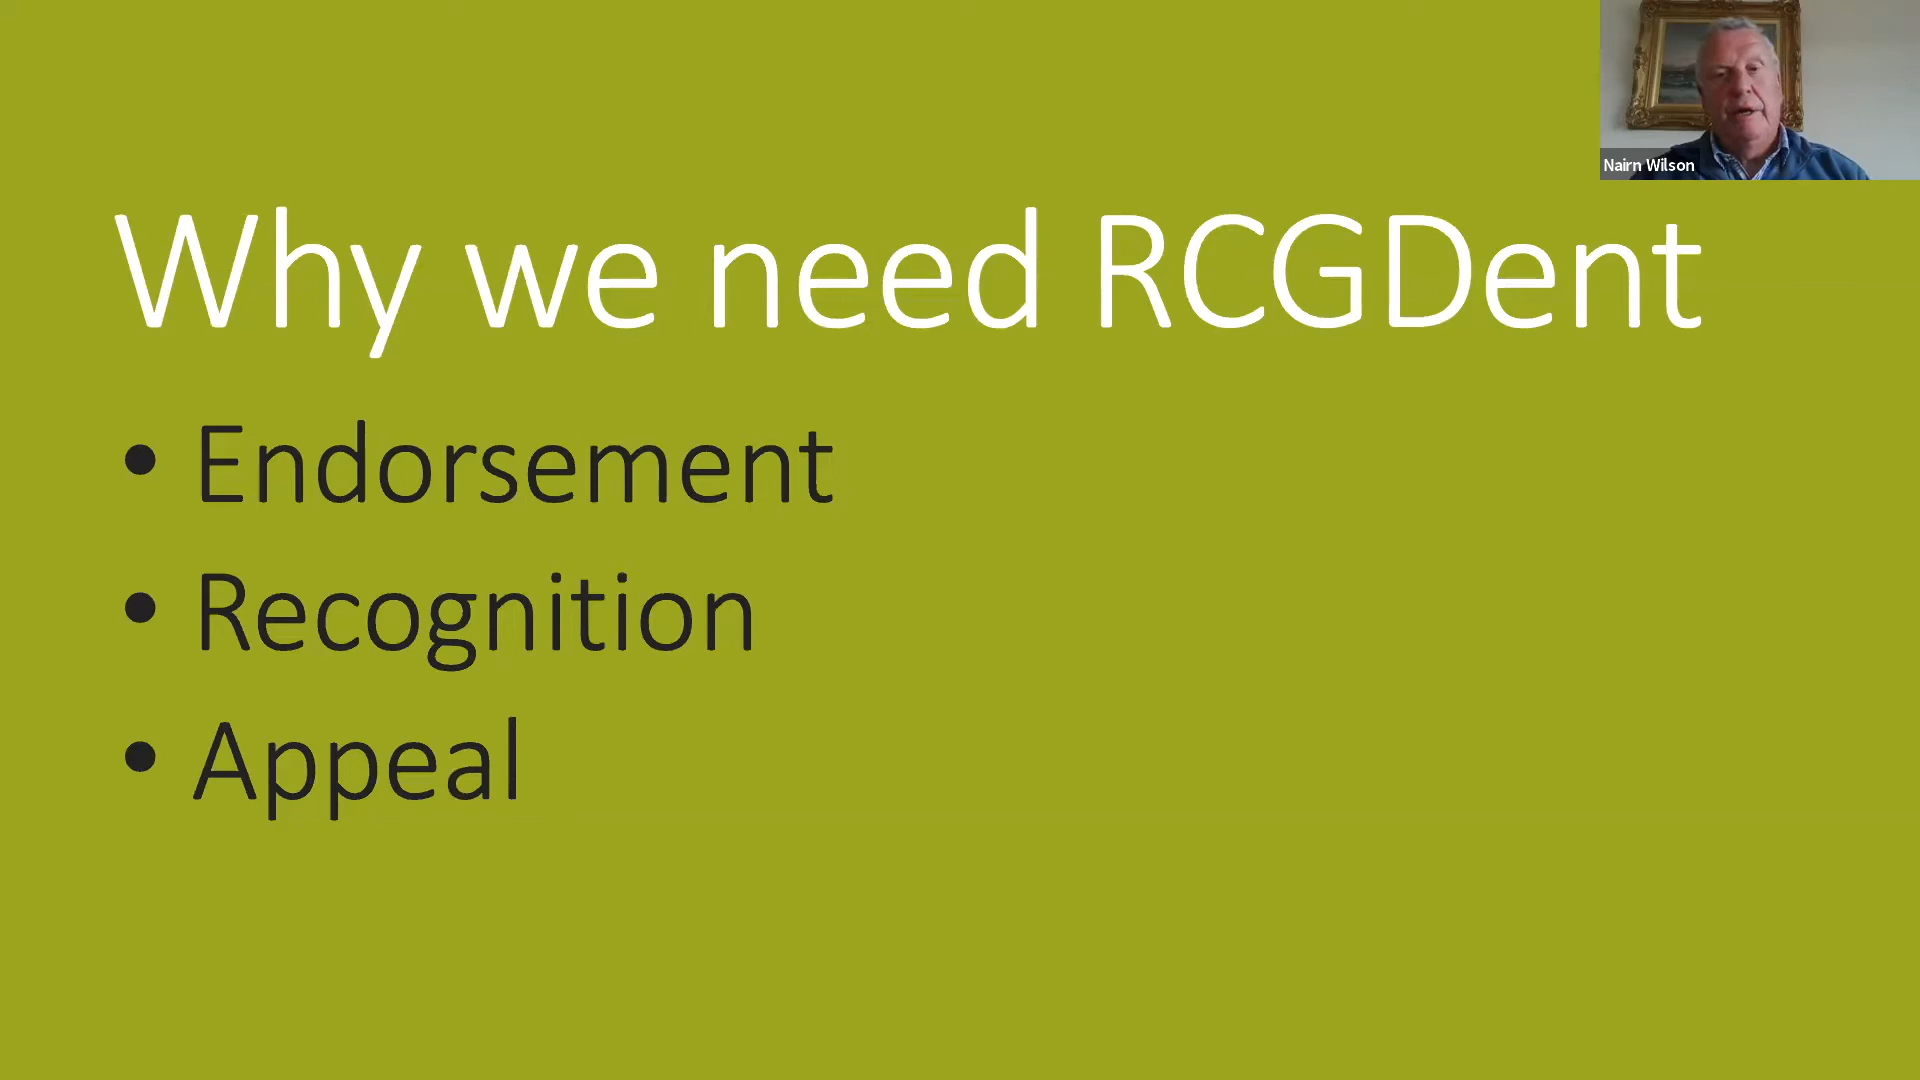 Nairn Wilson
Why we need RCGDent
• Endorsement
• Recognition
• Appeal